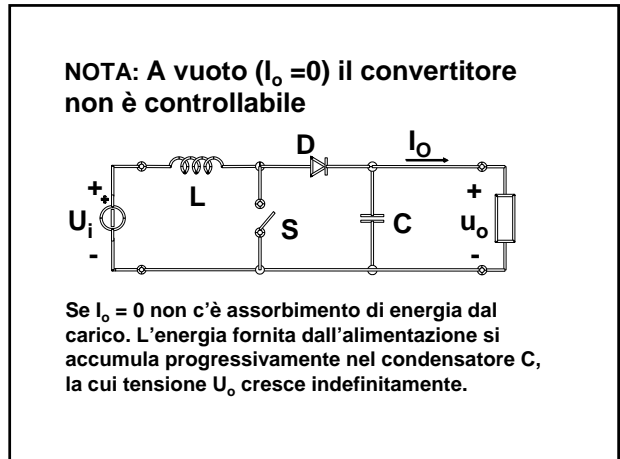 NOTA: A vuoto (Io =0) il convertitore
non è controllabile
D
IO
+
+
L
Ui
S
C
uo
-
-
Se Io = 0 non c'è assorbimento di energia dal
carico. L'energia fornita dall'alimentazione si
accumula progressivamente nel condensatore C,
la cui tensione Uo cresce indefinitamente.